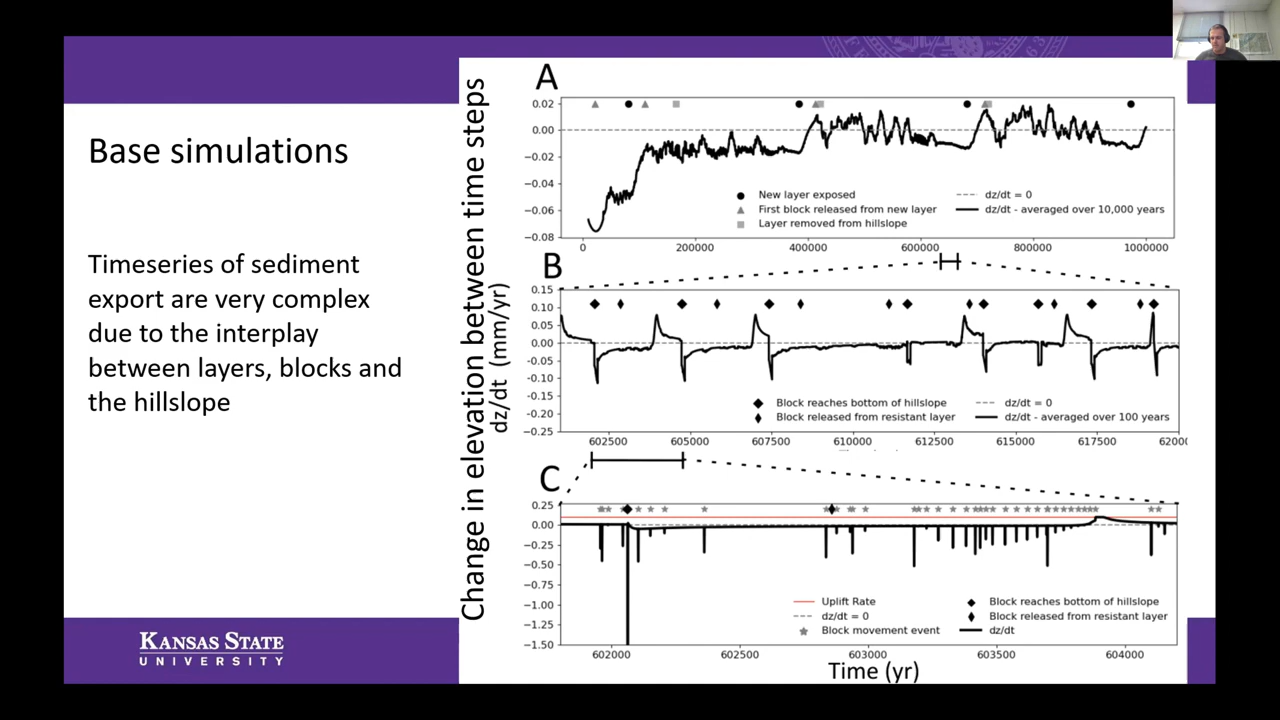 Base simulations
Timeseries of sediment
export are very complex
due to the interplay
between layers, blocks and
the hillslope
KANSAS STATE
UNIVERSITY
Change in elevation between time steps
dz/dt (mm/yr)
A
0.02
0.00
−0.02
−0.04
−0.06
−0.08
New layer exposed
First block released from new layer
Layer removed from hillslope
dz/dt = 0
dz/dt - averaged over 10,000 years
0 200000 400000 600000 800000 1000000
B
0.15
0.10
0.05
0.00
−0.05
−0.10
−0.15
−0.20
−0.25
Block reaches bottom of hillslope
Block released from resistant layer
dz/dt = 0
dz/dt - averaged over 100 years
602500 605000 607500 610000 612500 615000 617500 62000
C
0.25
0.00
−0.25
−0.50
−0.75
−1.00
−1.25
−1.50
Uplift Rate
dz/dt = 0
Block movement event
Block reaches bottom of hillslope
Block released from resistant layer
dz/dt
602000 602500 603000 603500 604000
Time (yr)